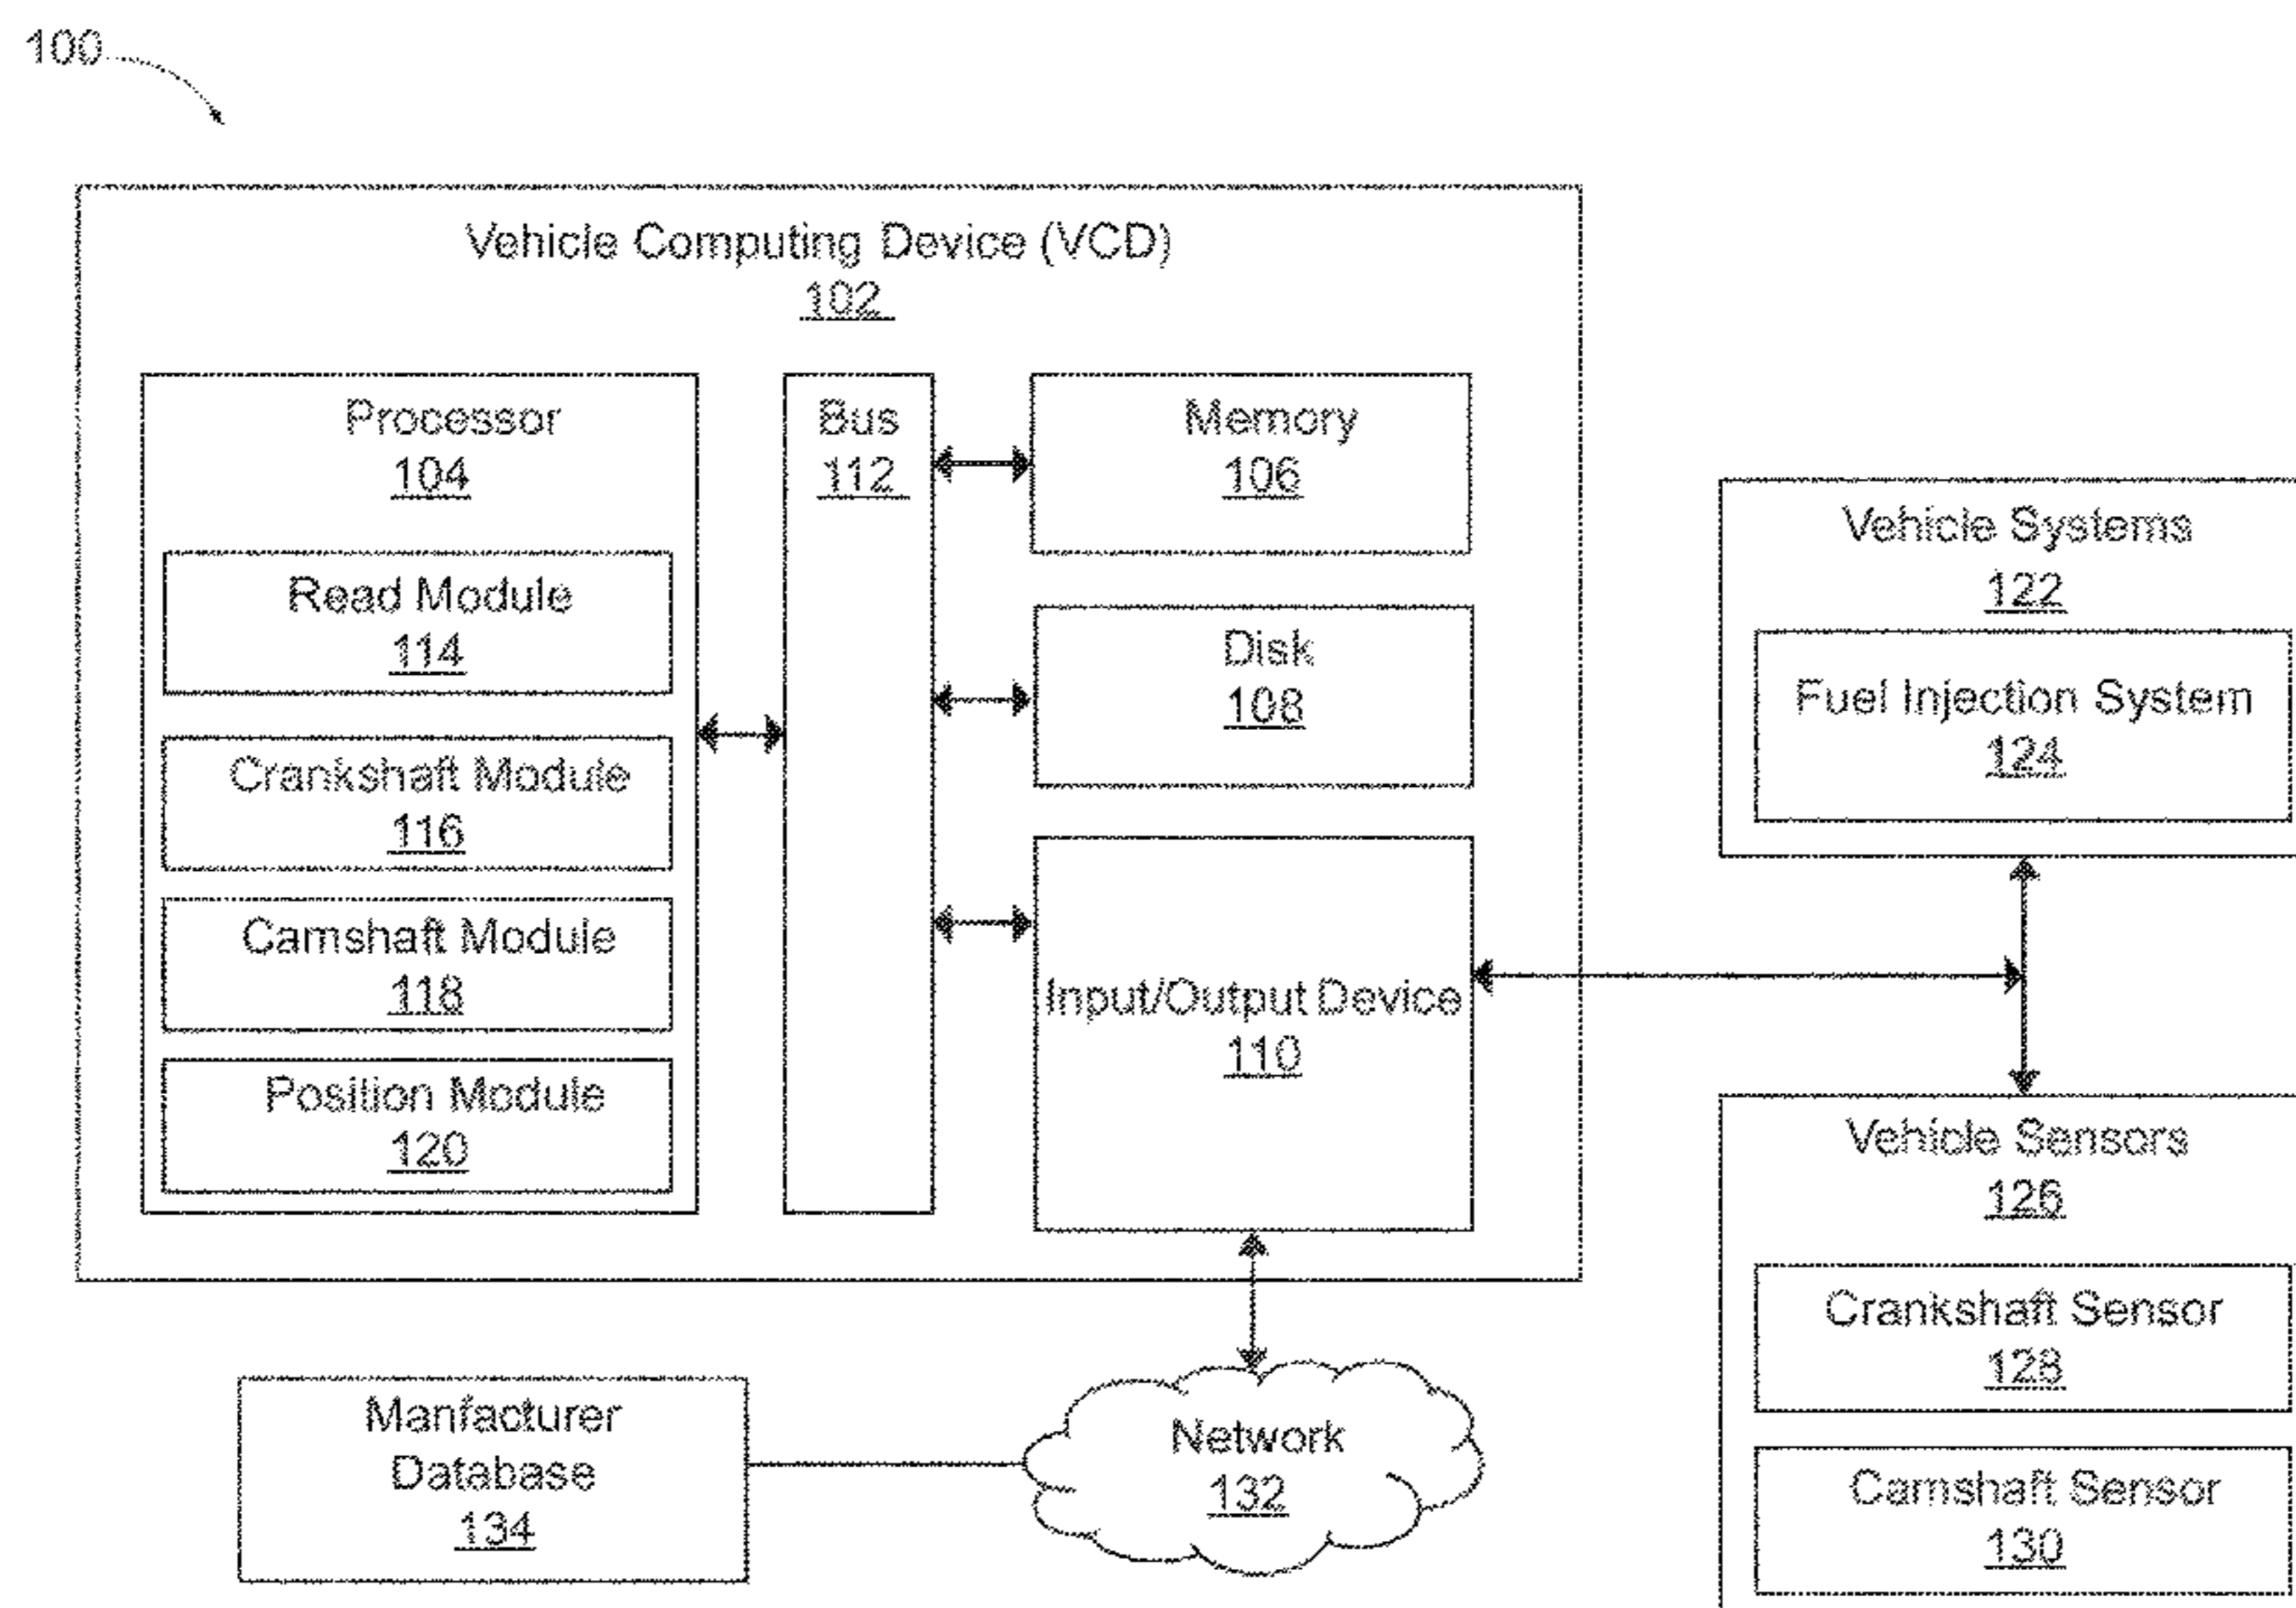 100
Vehicle Computing Device (VCD)
102
Processor
104
Read Module
114
Crankshaft Module
116
Camshaft Module
118
Position Module
120
Bus
112
Memory
106
Disk
108
Input/Output Device
110
Vehicle Systems
122
Fuel Injection System
124
Vehicle Sensors
126
Crankshaft Sensor
128
Camshaft Sensor
130
Manfacturer
Database
134
Network
132